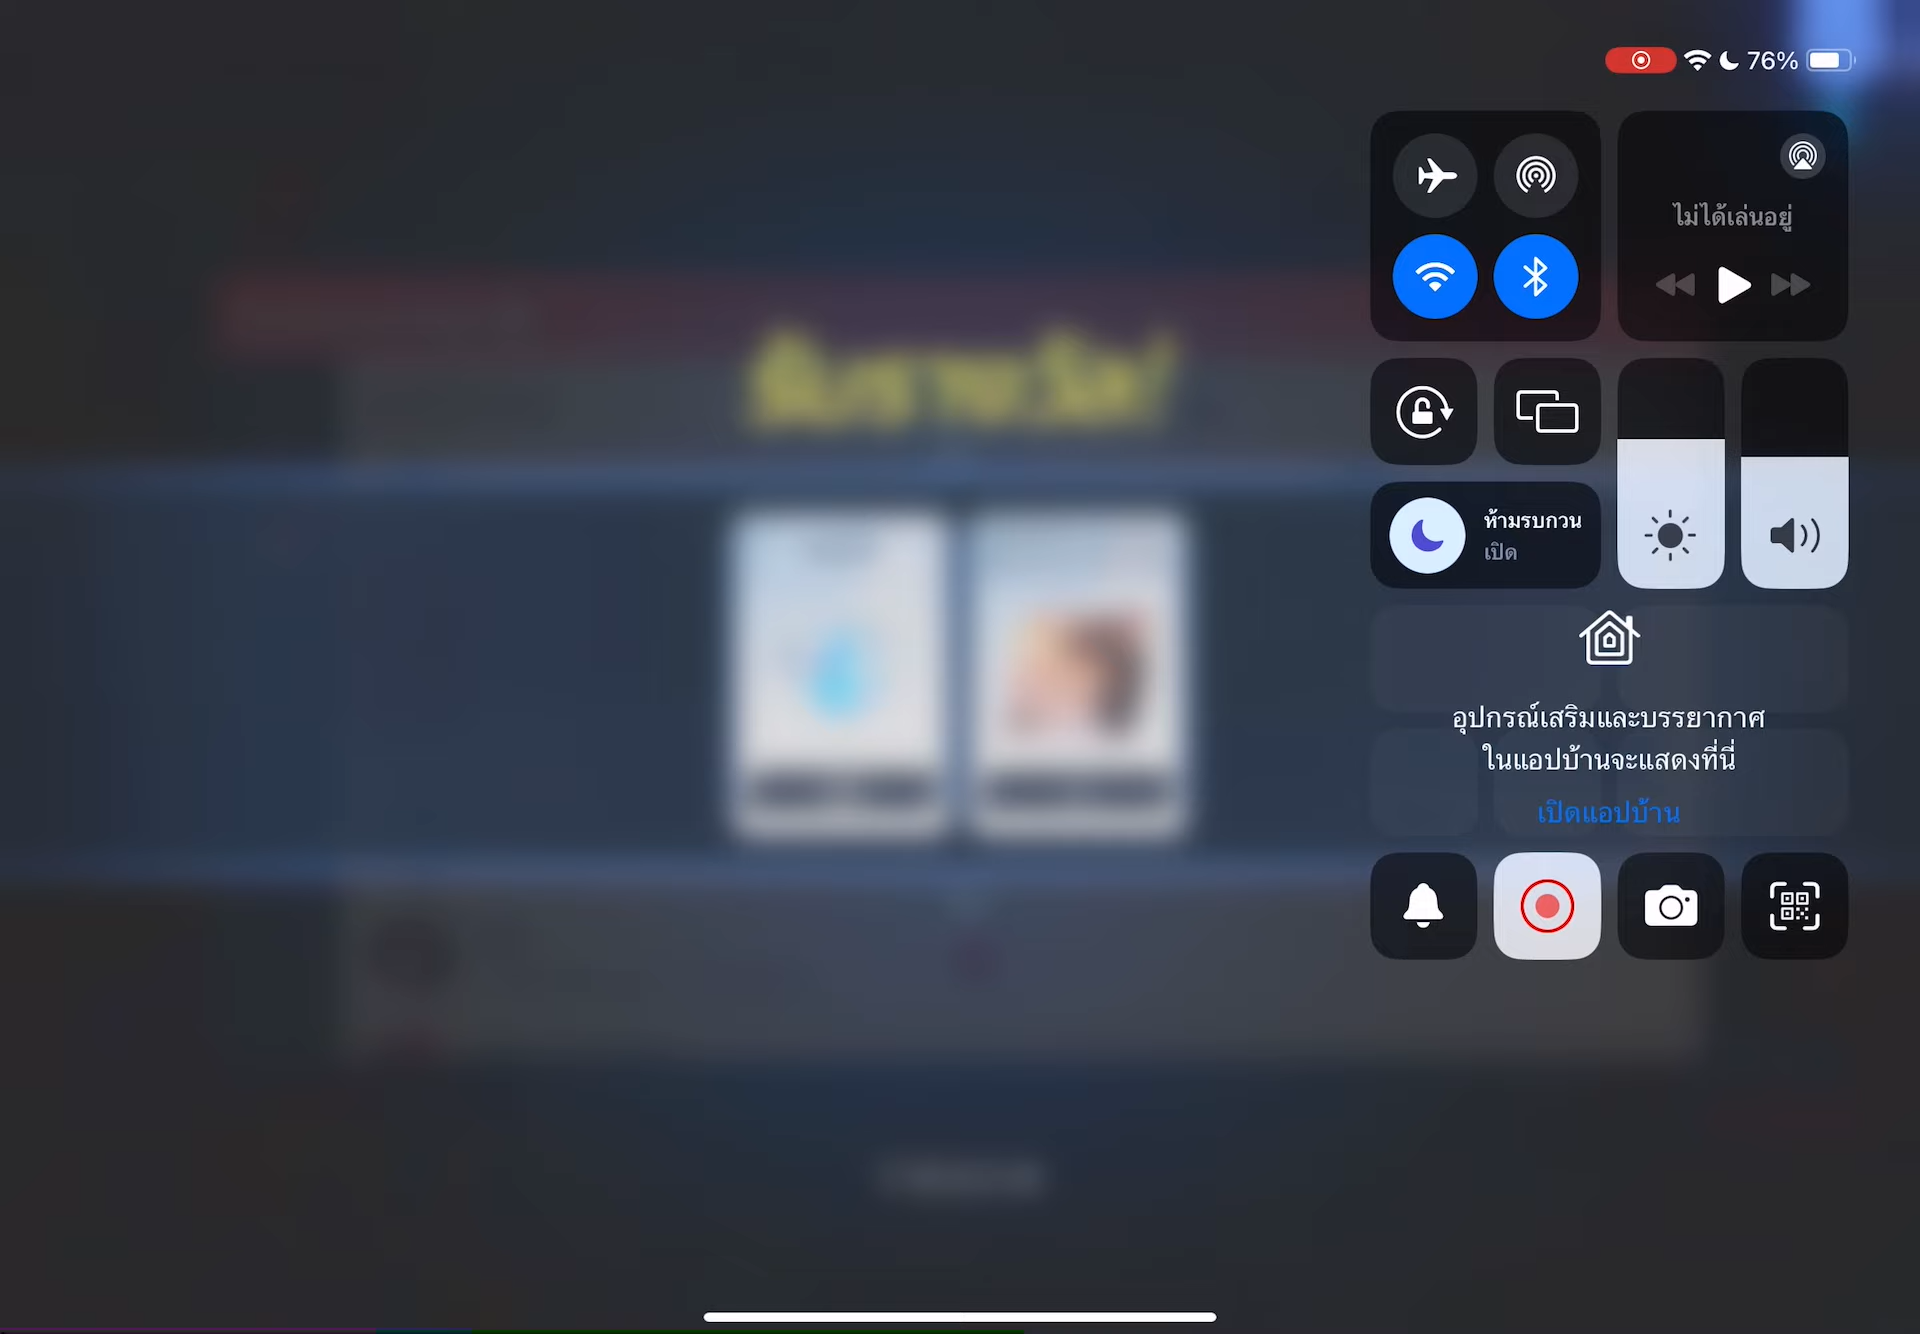 76%
ไม่ได้เล่นอยู่
ห้ามรบกวน
เปิด
อุปกรณ์เสริมและบรรยากาศ
ในแอปบ้านจะแสดงที่นี่
เปิดแอปบ้าน